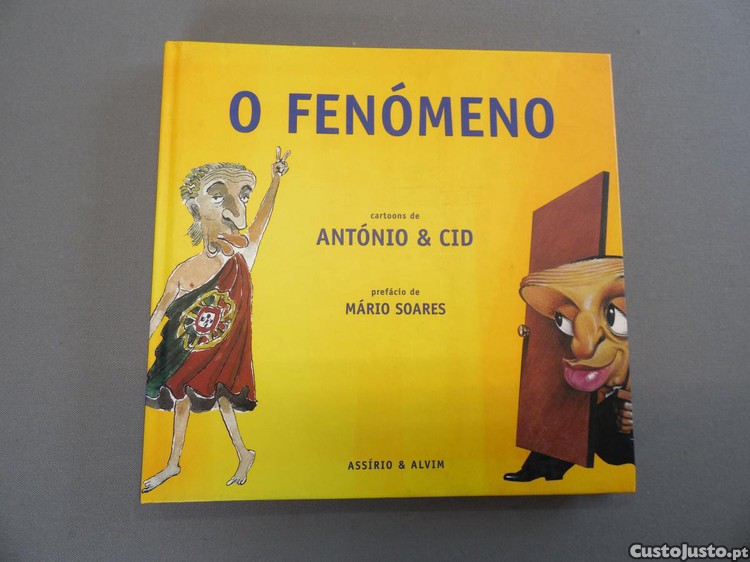 O FENÓMENO
cartoons de
ANTÓNIO & CID
prefácio de
MÁRIO SOARES
ASSÍRIO & ALVIM
CustoJusto.pt